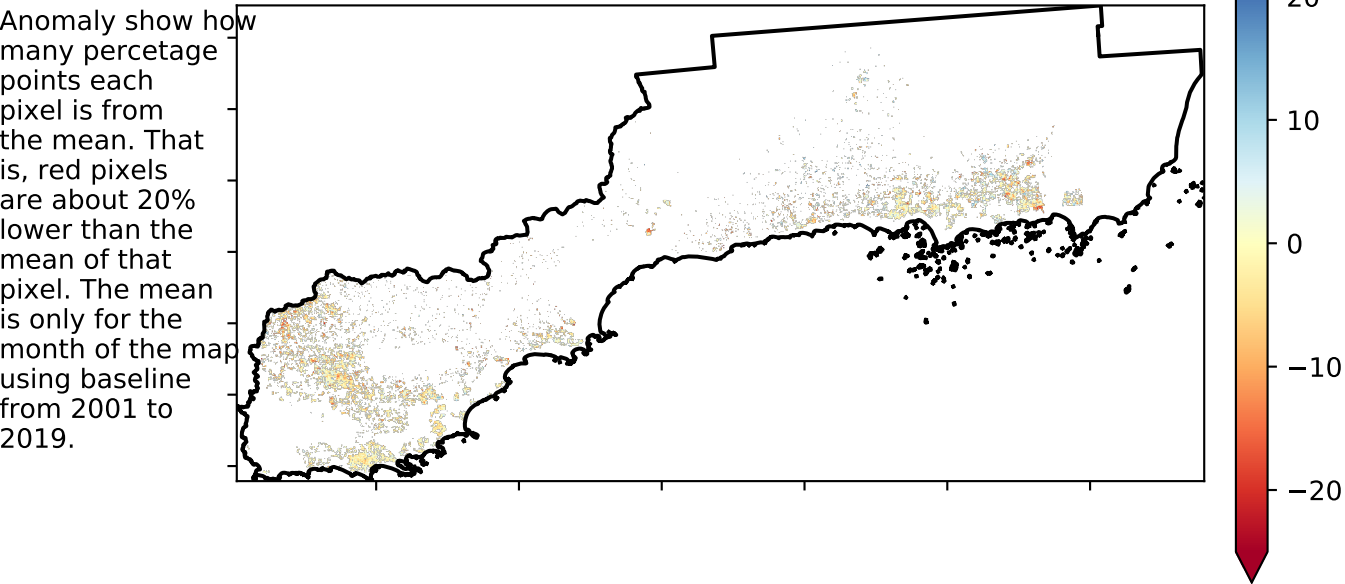 Anomaly show how
many percetage
points each
pixel is from
the mean. That
is, red pixels
are about 20%
lower than the
mean of that
pixel. The mean
is only for the
month of the map
using baseline
from 2001 to
2019.
20
10
0
−10
−20